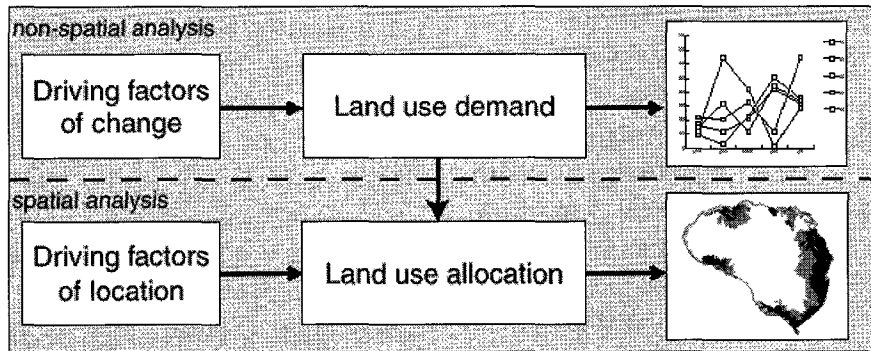 non-spatial analysis
Driving factors
of change
Land use demand
spatial analysis
Driving factors
of location
Land use allocation